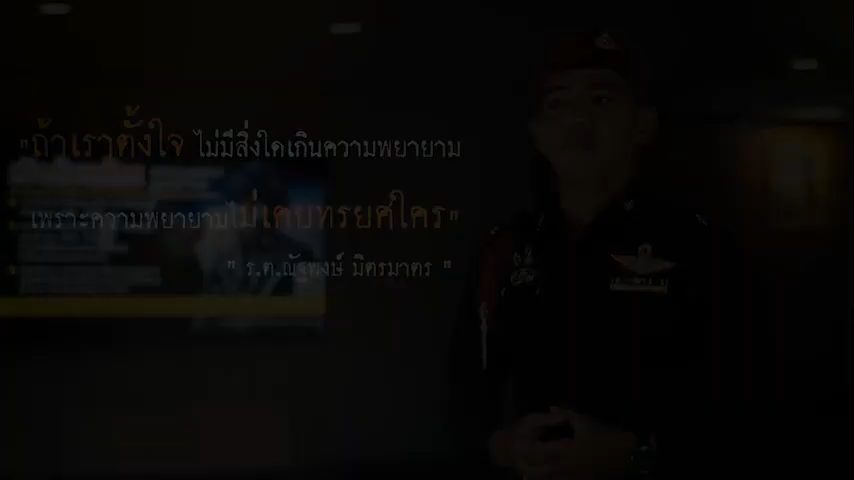 "ถ้าเราตั้งใจ ไม่มีสิ่งใดเกินความพยายาม
เพราะความพยายามไม่เคยทรยศใคร"
" ร.ต.ณัฐพงษ์ มิตรมาตร "